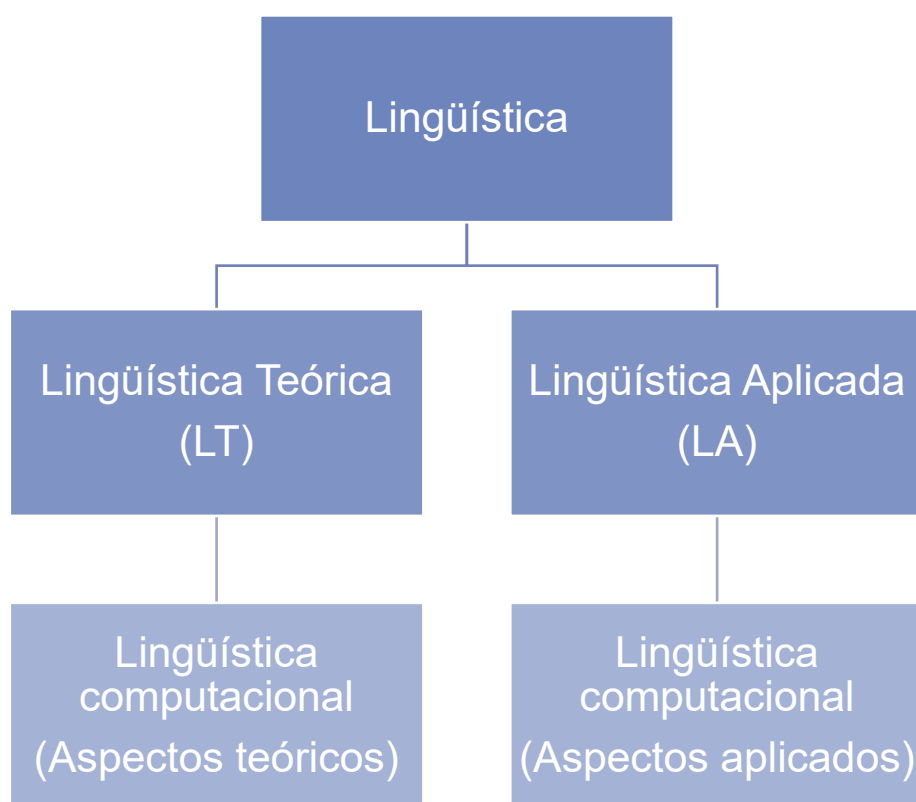 Lingüística
Lingüística Teórica
(LT)
Lingüística Aplicada
(LA)
Lingüística
computacional
(Aspectos teóricos)
Lingüística
computacional
(Aspectos aplicados)